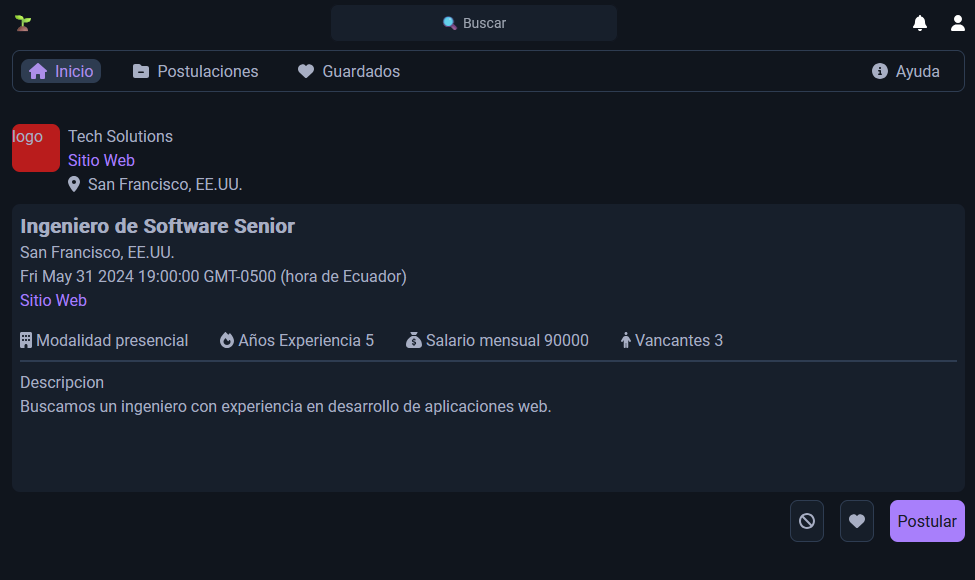 Buscar
Inicio Postulaciones Guardados Ayuda
logo
Tech Solutions
Sitio Web
San Francisco, EE.UU.
Ingeniero de Software Senior
San Francisco, EE.UU.
Fri May 31 2024 19:00:00 GMT-0500 (hora de Ecuador)
Sitio Web
Modalidad presencial Años Experiencia 5 Salario mensual 90000 Vancantes 3
Descripcion
Buscamos un ingeniero con experiencia en desarrollo de aplicaciones web.
Postular